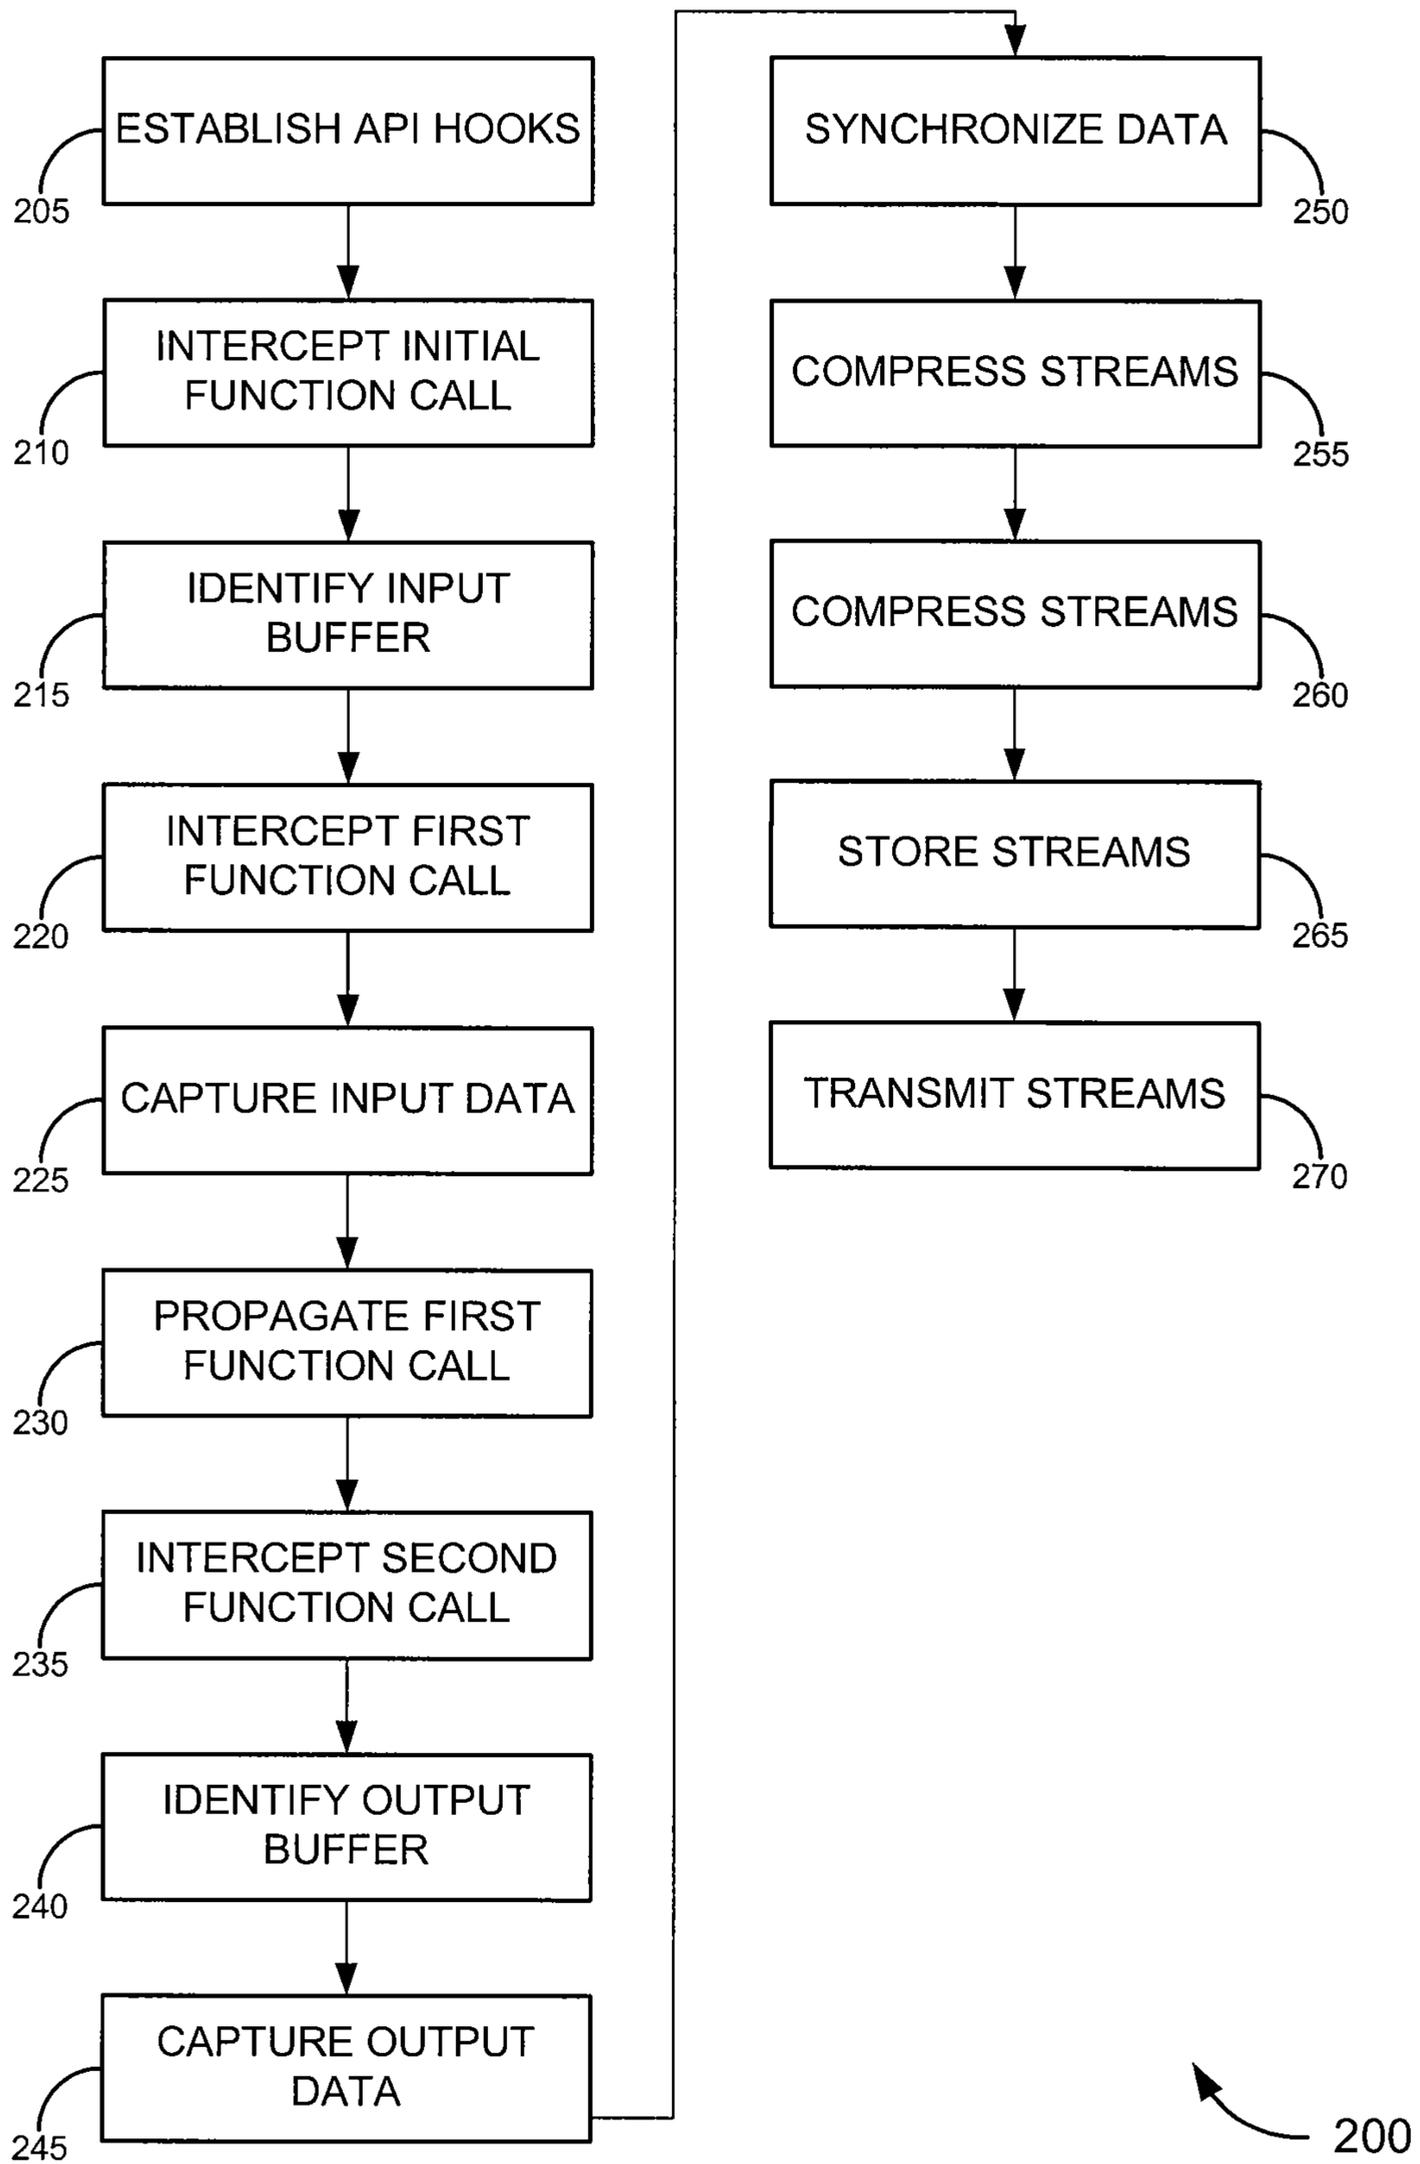 ESTABLISH API HOOKS
205
INTERCEPT INITIAL
FUNCTION CALL
210
IDENTIFY INPUT
BUFFER
215
INTERCEPT FIRST
FUNCTION CALL
220
CAPTURE INPUT DATA
225
PROPAGATE FIRST
FUNCTION CALL
230
INTERCEPT SECOND
FUNCTION CALL
235
IDENTIFY OUTPUT
BUFFER
240
CAPTURE OUTPUT
DATA
245
SYNCHRONIZE DATA
250
COMPRESS STREAMS
255
COMPRESS STREAMS
260
STORE STREAMS
265
TRANSMIT STREAMS
270
200